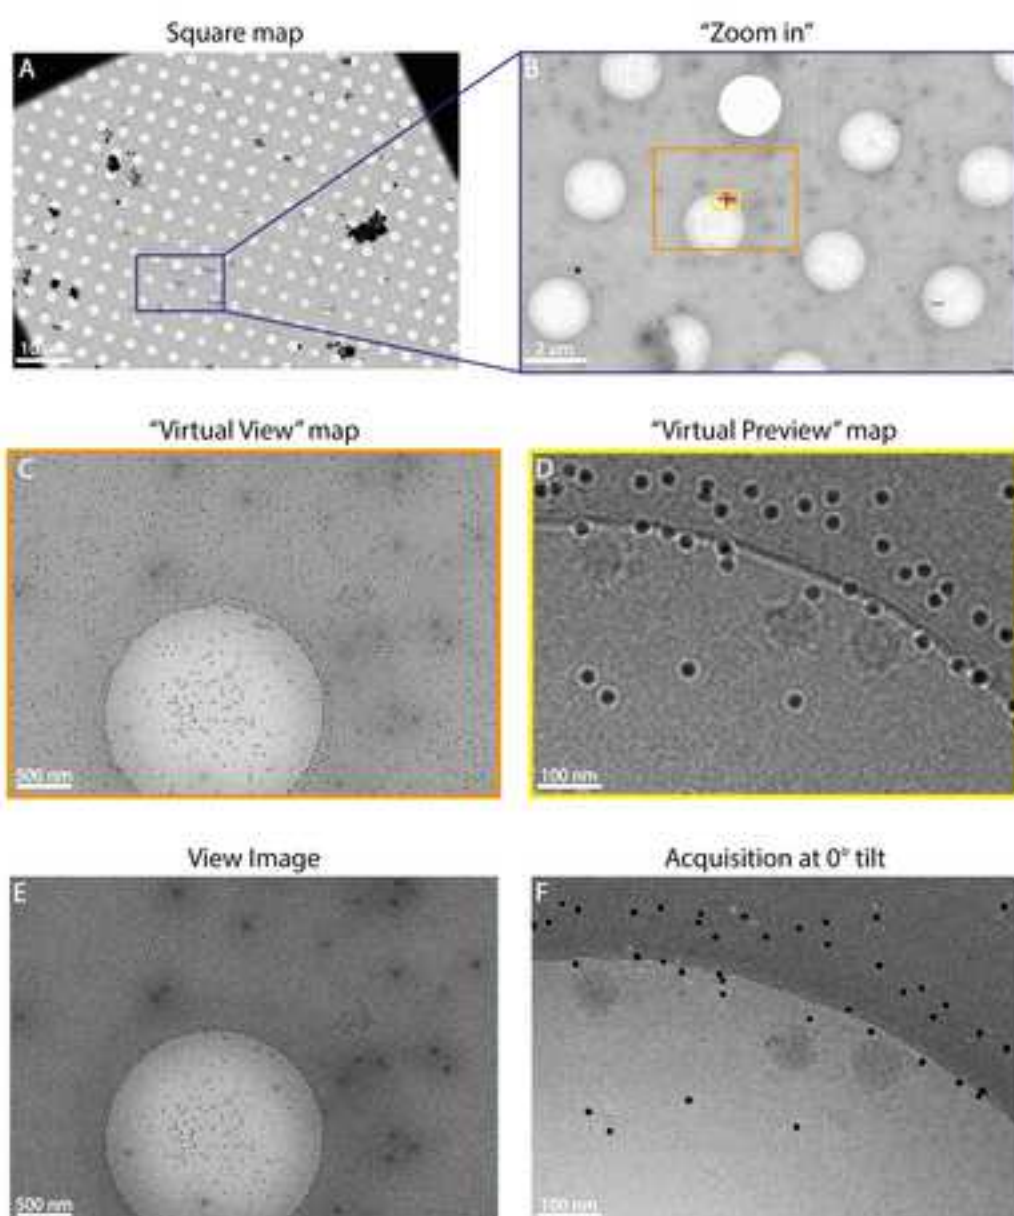 Square map
"Zoom in"
A
B
2 µm
"Virtual View" map
"Virtual Preview" map
C
D
500 nm
100 nm
View Image
Acquisition at 0° tilt
E
F
500 nm
100 nm